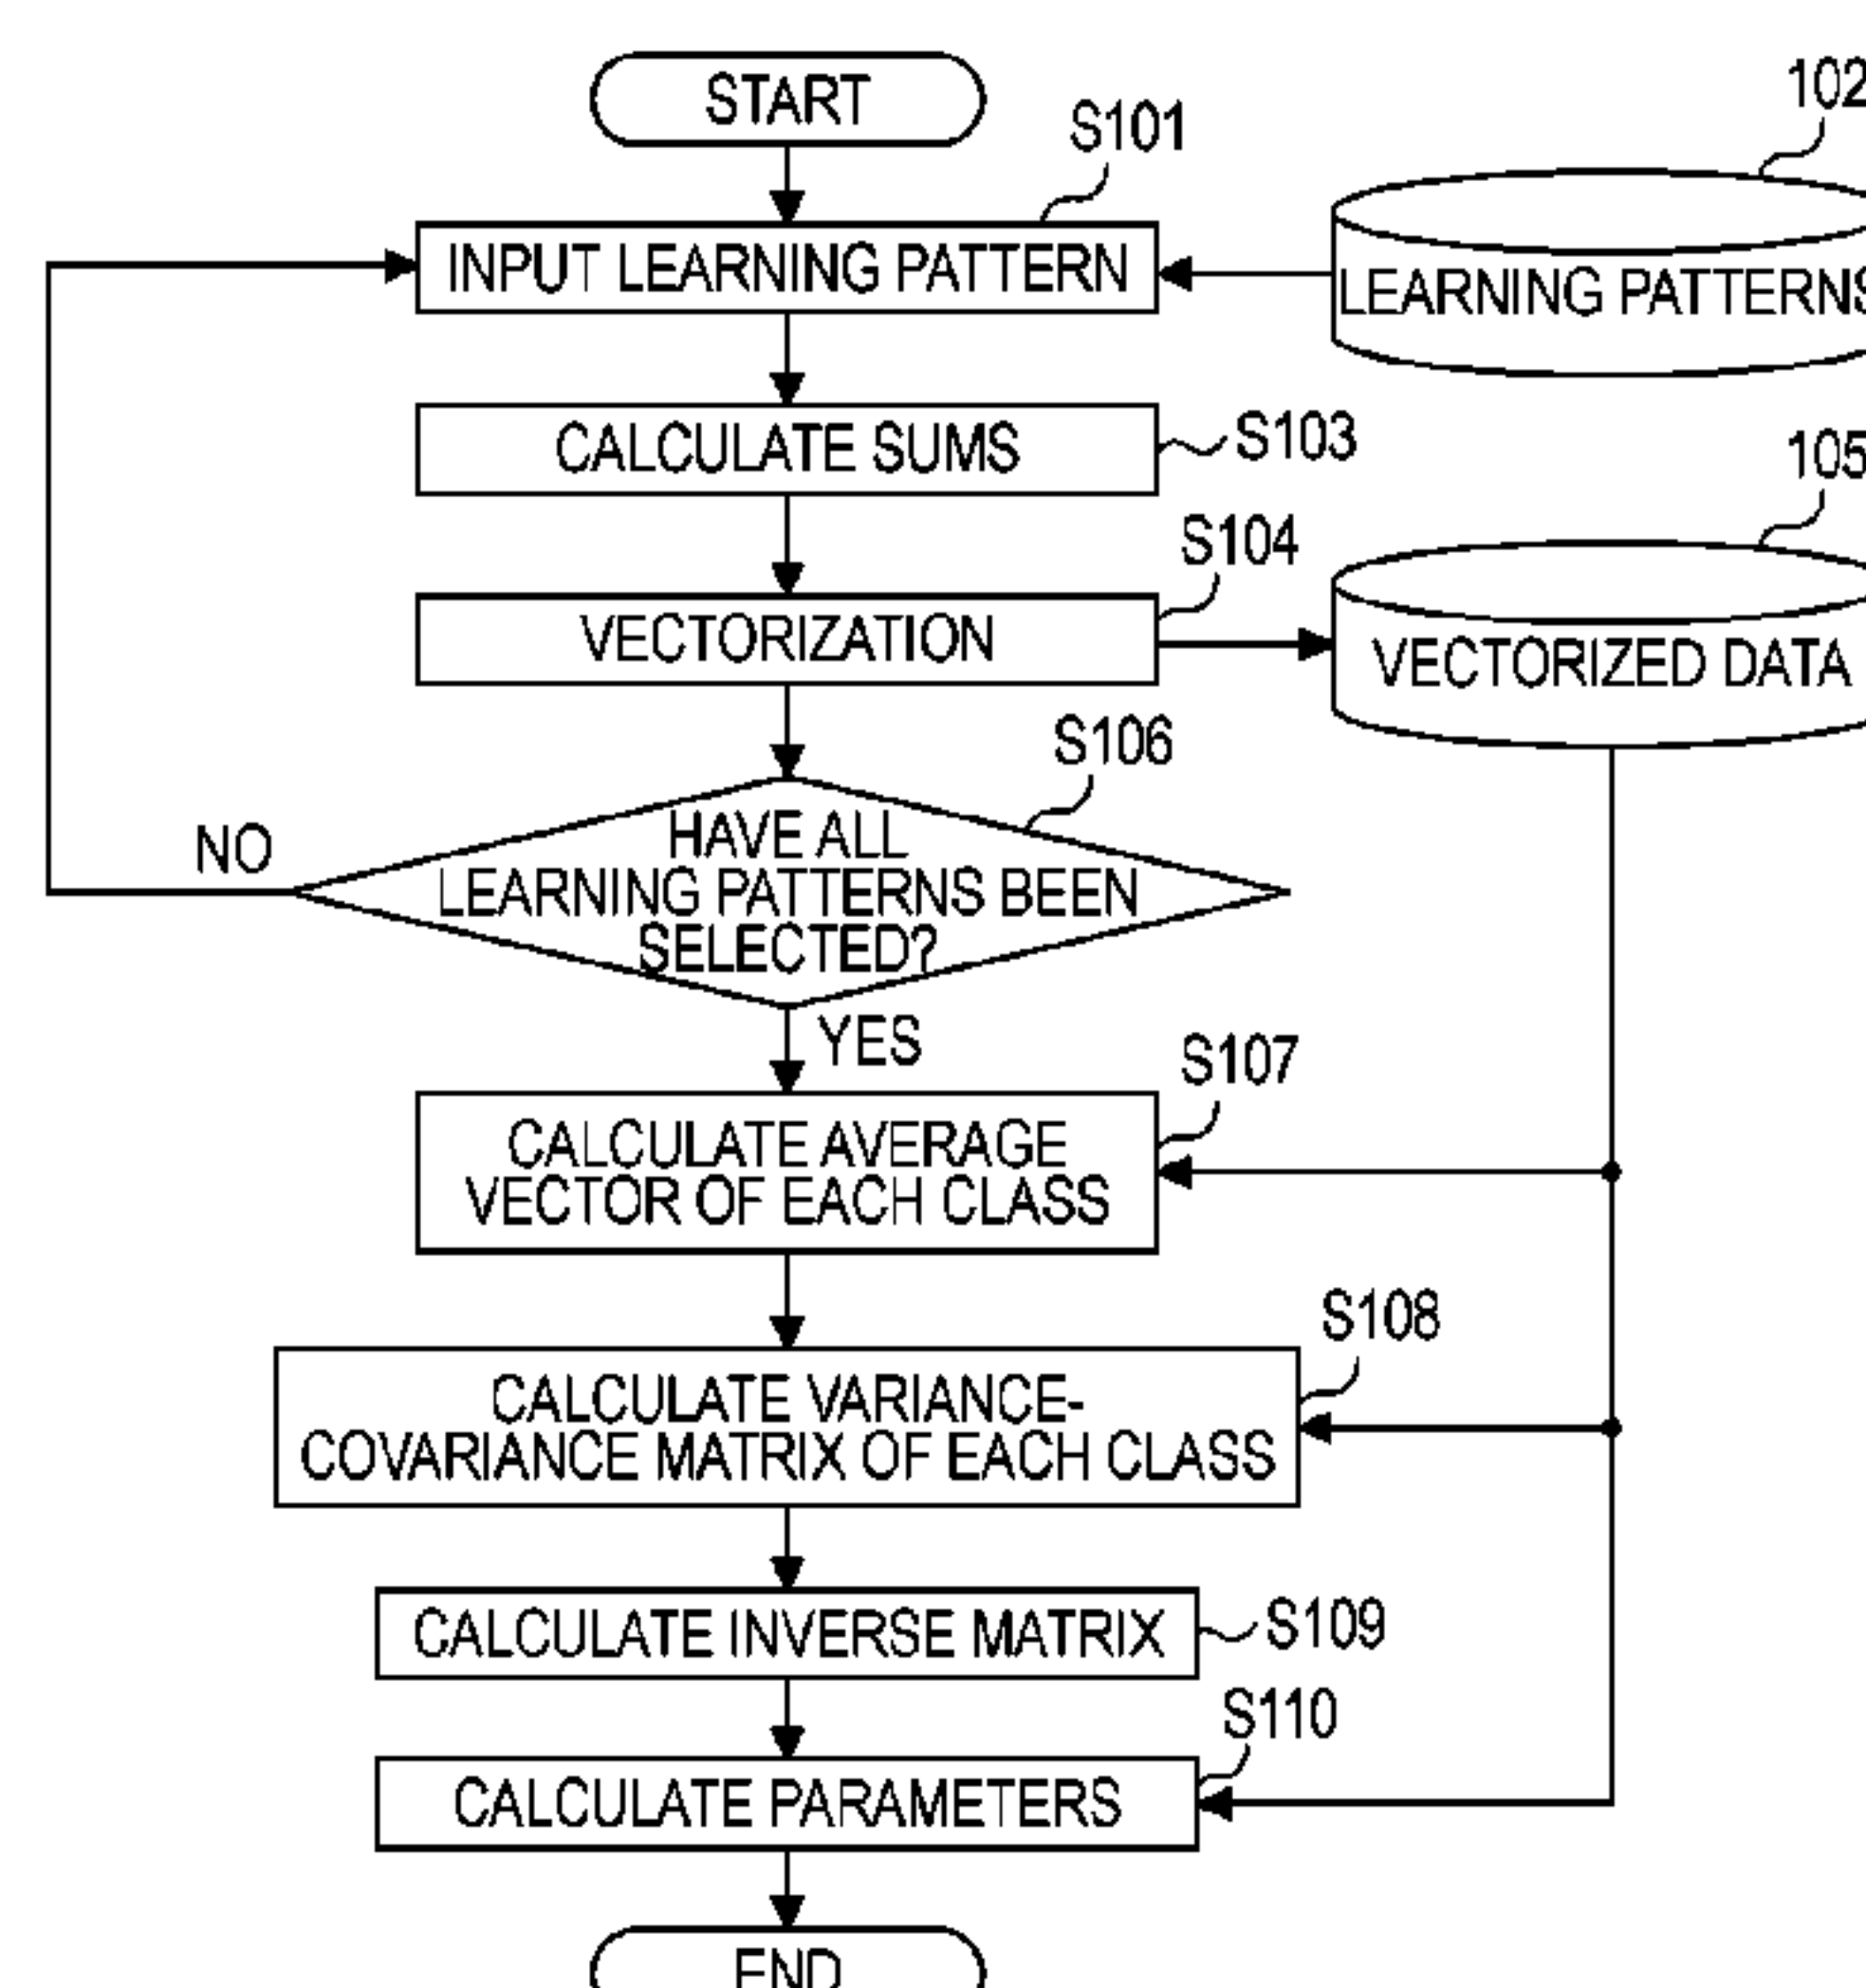 START
S101
102
INPUT LEARNING PATTERN
LEARNING PATTERNS
CALCULATE SUMS
S103
105
S104
VECTORIZATION
VECTORIZED DATA
S106
NO
HAVE ALL
LEARNING PATTERNS BEEN
SELECTED?
YES
S107
CALCULATE AVERAGE
VECTOR OF EACH CLASS
S108
CALCULATE VARIANCE-
COVARIANCE MATRIX OF EACH CLASS
CALCULATE INVERSE MATRIX
S109
S110
CALCULATE PARAMETERS
END